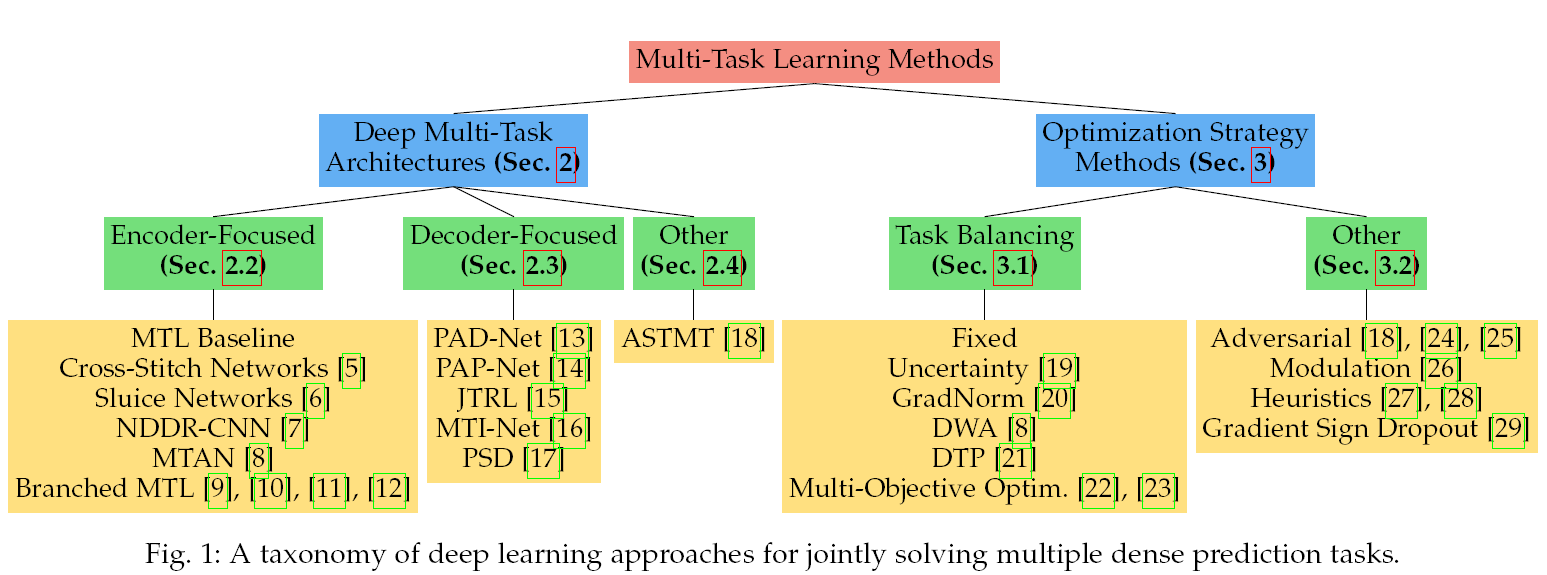 Multi-Task Learning Methods
Deep Multi-Task
Architectures (Sec. 2)
Optimization Strategy
Methods (Sec. 3)
Encoder-Focused
(Sec. 2.2)
Decoder-Focused
(Sec. 2.3)
Other
(Sec. 2.4)
Task Balancing
(Sec. 3.1)
Other
(Sec. 3.2)
MTL Baseline
Cross-Stitch Networks [5]
Sluice Networks [6]
NDDR-CNN [7]
MTAN [8]
Branched MTL [9], [10], [11], [12]
PAD-Net [13]
PAP-Net [14]
JTRL [15]
MTI-Net [16]
PSD [17]
ASTMT [18]
Fixed
Uncertainty [19]
GradNorm [20]
DWA [8]
DTP [21]
Multi-Objective Optim. [22], [23]
Adversarial [18], [24], [25]
Modulation [26]
Heuristics [27], [28]
Gradient Sign Dropout [29]
Fig. 1: A taxonomy of deep learning approaches for jointly solving multiple dense prediction tasks.